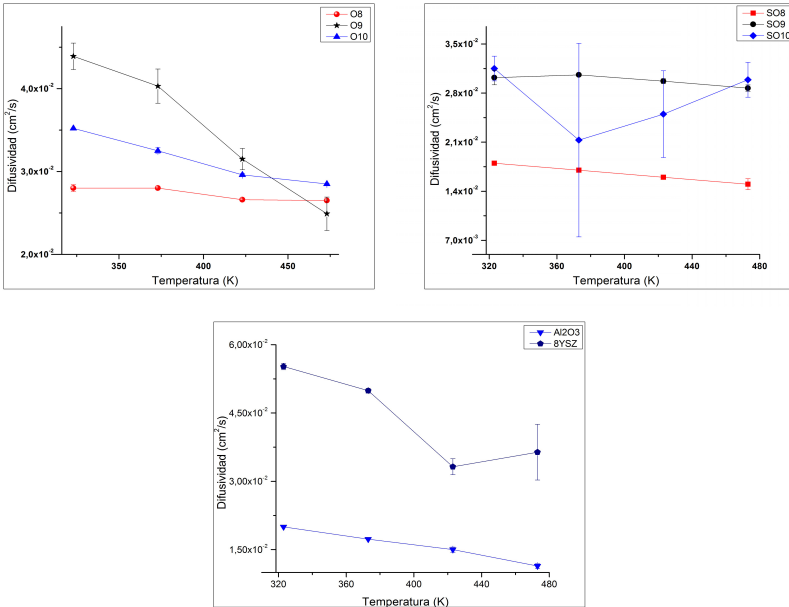 O8
O9
O10
4,0x10⁻²
3,0x10⁻²
2,0x10⁻²
Difusividad (cm²/s)
350
400
450
Temperatura (K)
SO8
SO9
SO10
3,5x10⁻²
2,8x10⁻²
2,1x10⁻²
1,4x10⁻²
7,0x10⁻³
Difusividad (cm²/s)
320
360
400
440
480
Temperatura (K)
Al2O3
8YSZ
6,00x10⁻²
4,50x10⁻²
3,00x10⁻²
1,50x10⁻²
Difusividad (cm²/s)
320
360
400
440
480
Temperatura (K)